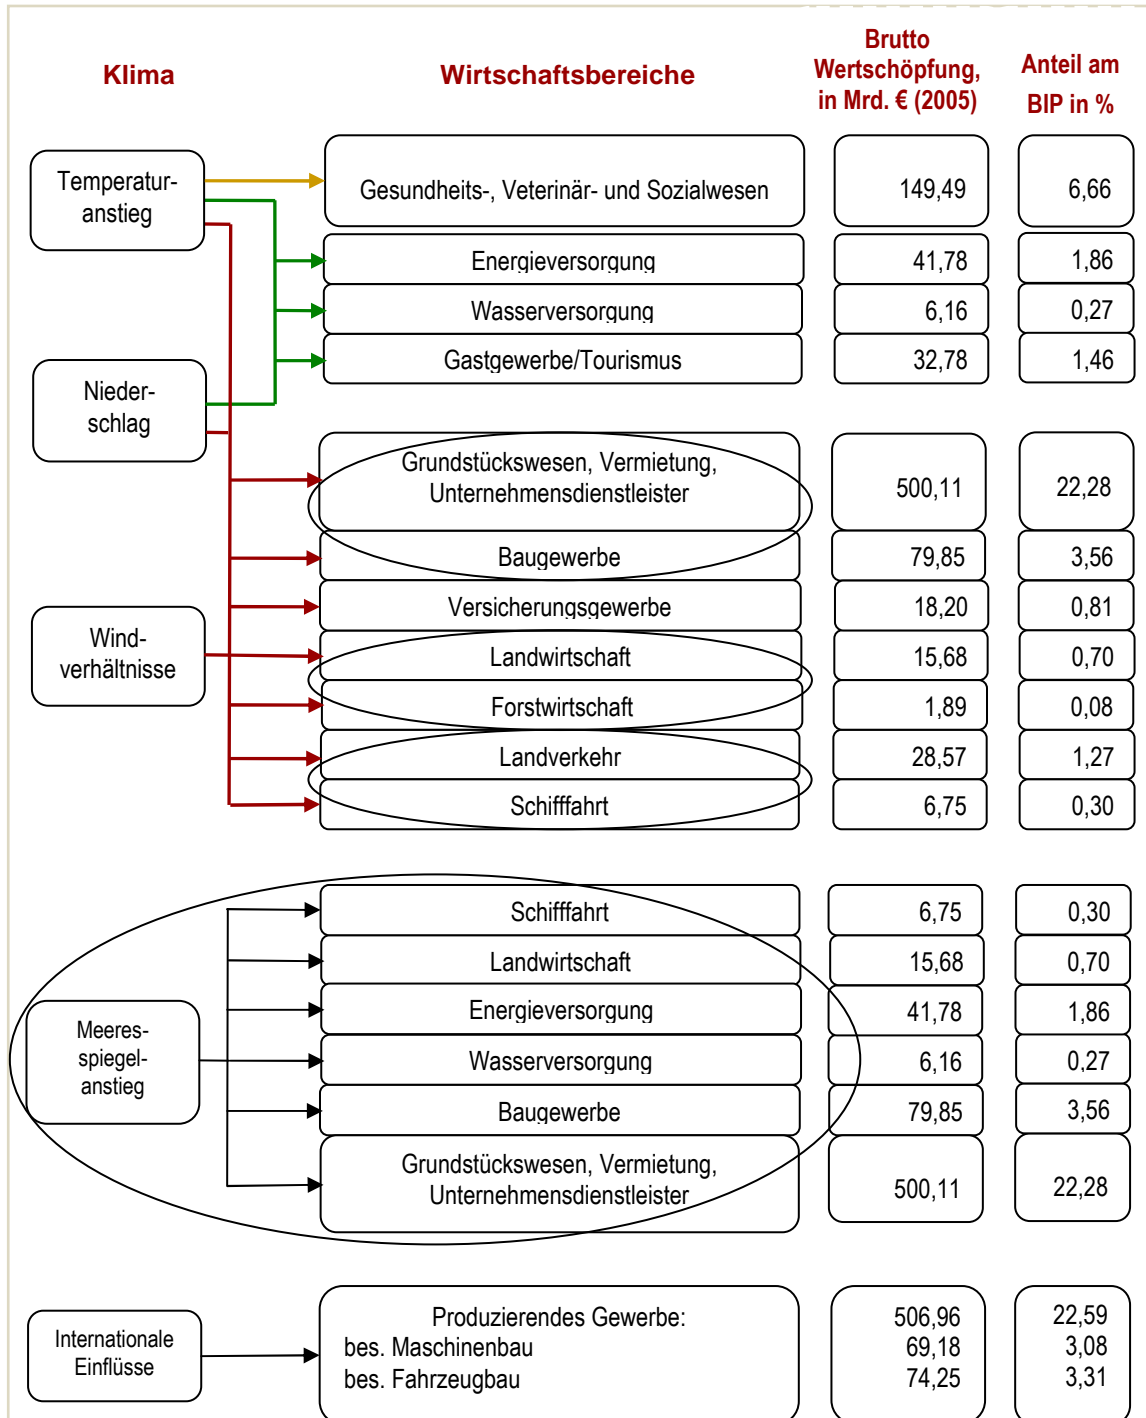 Klima
Wirtschaftsbereiche
Brutto
Wertschöpfung,
in Mrd. € (2005)
Anteil am
BIP in %
Temperatur-
anstieg
Gesundheits-, Veterinär- und Sozialwesen 149,49 6,66
Energieversorgung 41,78 1,86
Wasserversorgung 6,16 0,27
Gastgewerbe/Tourismus 32,78 1,46
Nieder-
schlag
Grundstückswesen, Vermietung,
Unternehmensdienstleister 500,11 22,28
Baugewerbe 79,85 3,56
Versicherungsgewerbe 18,20 0,81
Wind-
verhältnisse
Landwirtschaft 15,68 0,70
Forstwirtschaft 1,89 0,08
Landverkehr 28,57 1,27
Schifffahrt 6,75 0,30
Schifffahrt 6,75 0,30
Landwirtschaft 15,68 0,70
Energieversorgung 41,78 1,86
Meeres-
spiegel-
anstieg
Wasserversorgung 6,16 0,27
Baugewerbe 79,85 3,56
Grundstückswesen, Vermietung,
Unternehmensdienstleister 500,11 22,28
Internationale
Einflüsse
Produzierendes Gewerbe: 506,96 22,59
bes. Maschinenbau 69,18 3,08
bes. Fahrzeugbau 74,25 3,31